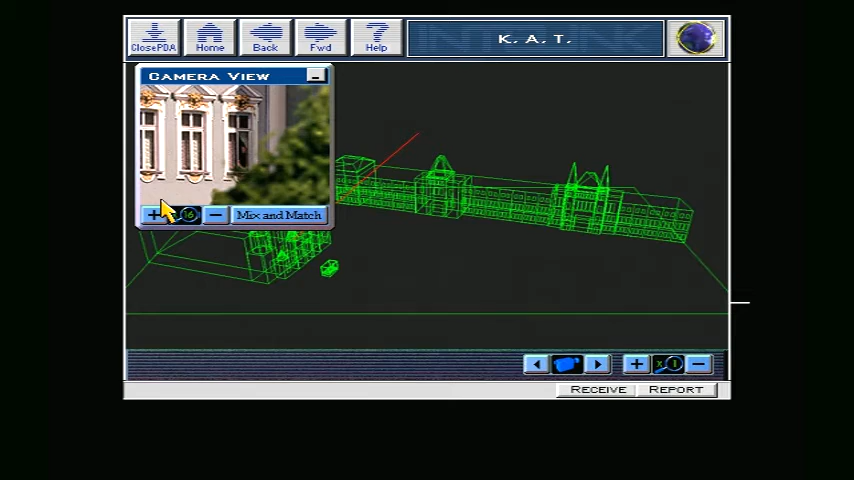 ClosePDA
Home
Back
Fwd
Help
K. A. T.
CAMERA VIEW
+ 16 − Mix and Match
+ x 1 −
RECEIVE
REPORT